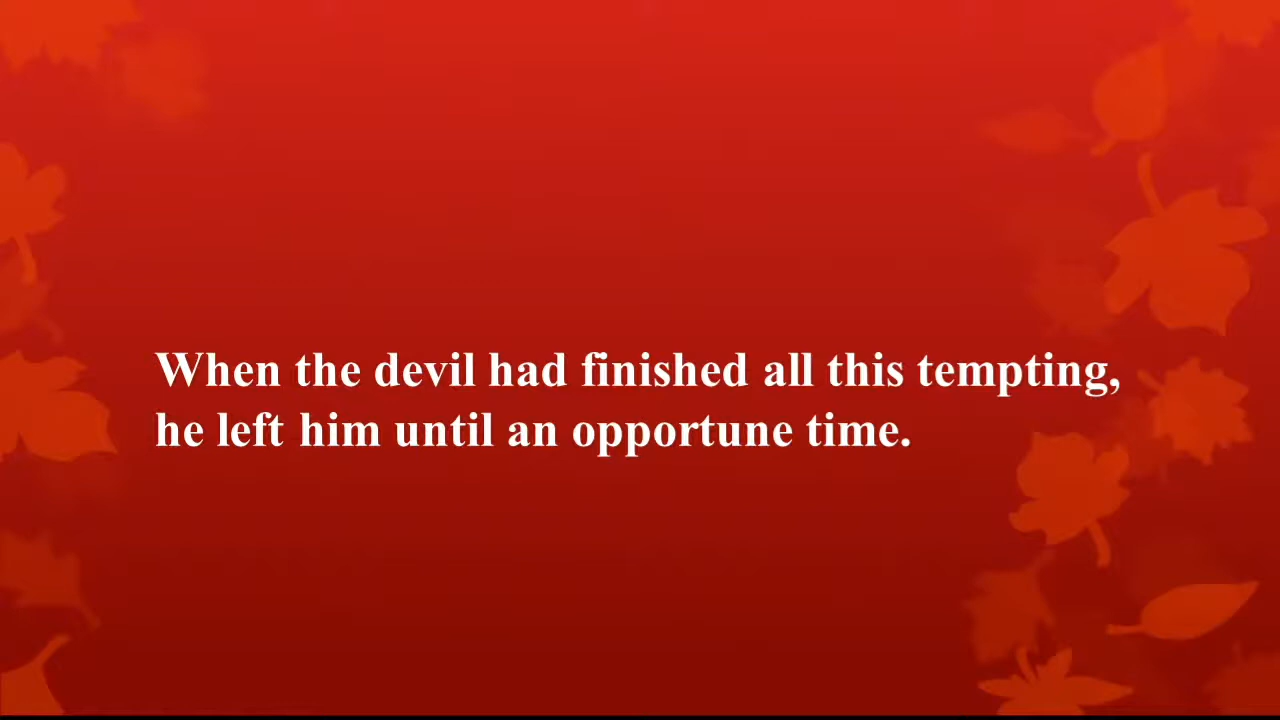 When the devil had finished all this tempting,
he left him until an opportune time.